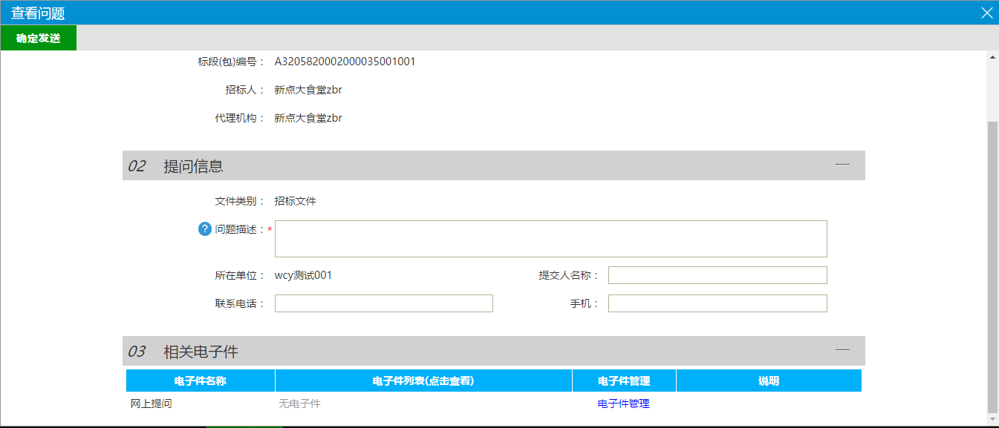 查看问题
确定发送
标段(包)编号： A3205820002000035001001
招标人： 新点大食堂zbr
代理机构： 新点大食堂zbr
02 提问信息
文件类别： 招标文件
? 问题描述：*
所在单位： wcy测试001 提交人名称：
联系电话： 手机：
03 相关电子件
电子件名称 电子件列表(点击查看) 电子件管理 说明
网上提问 无电子件 电子件管理